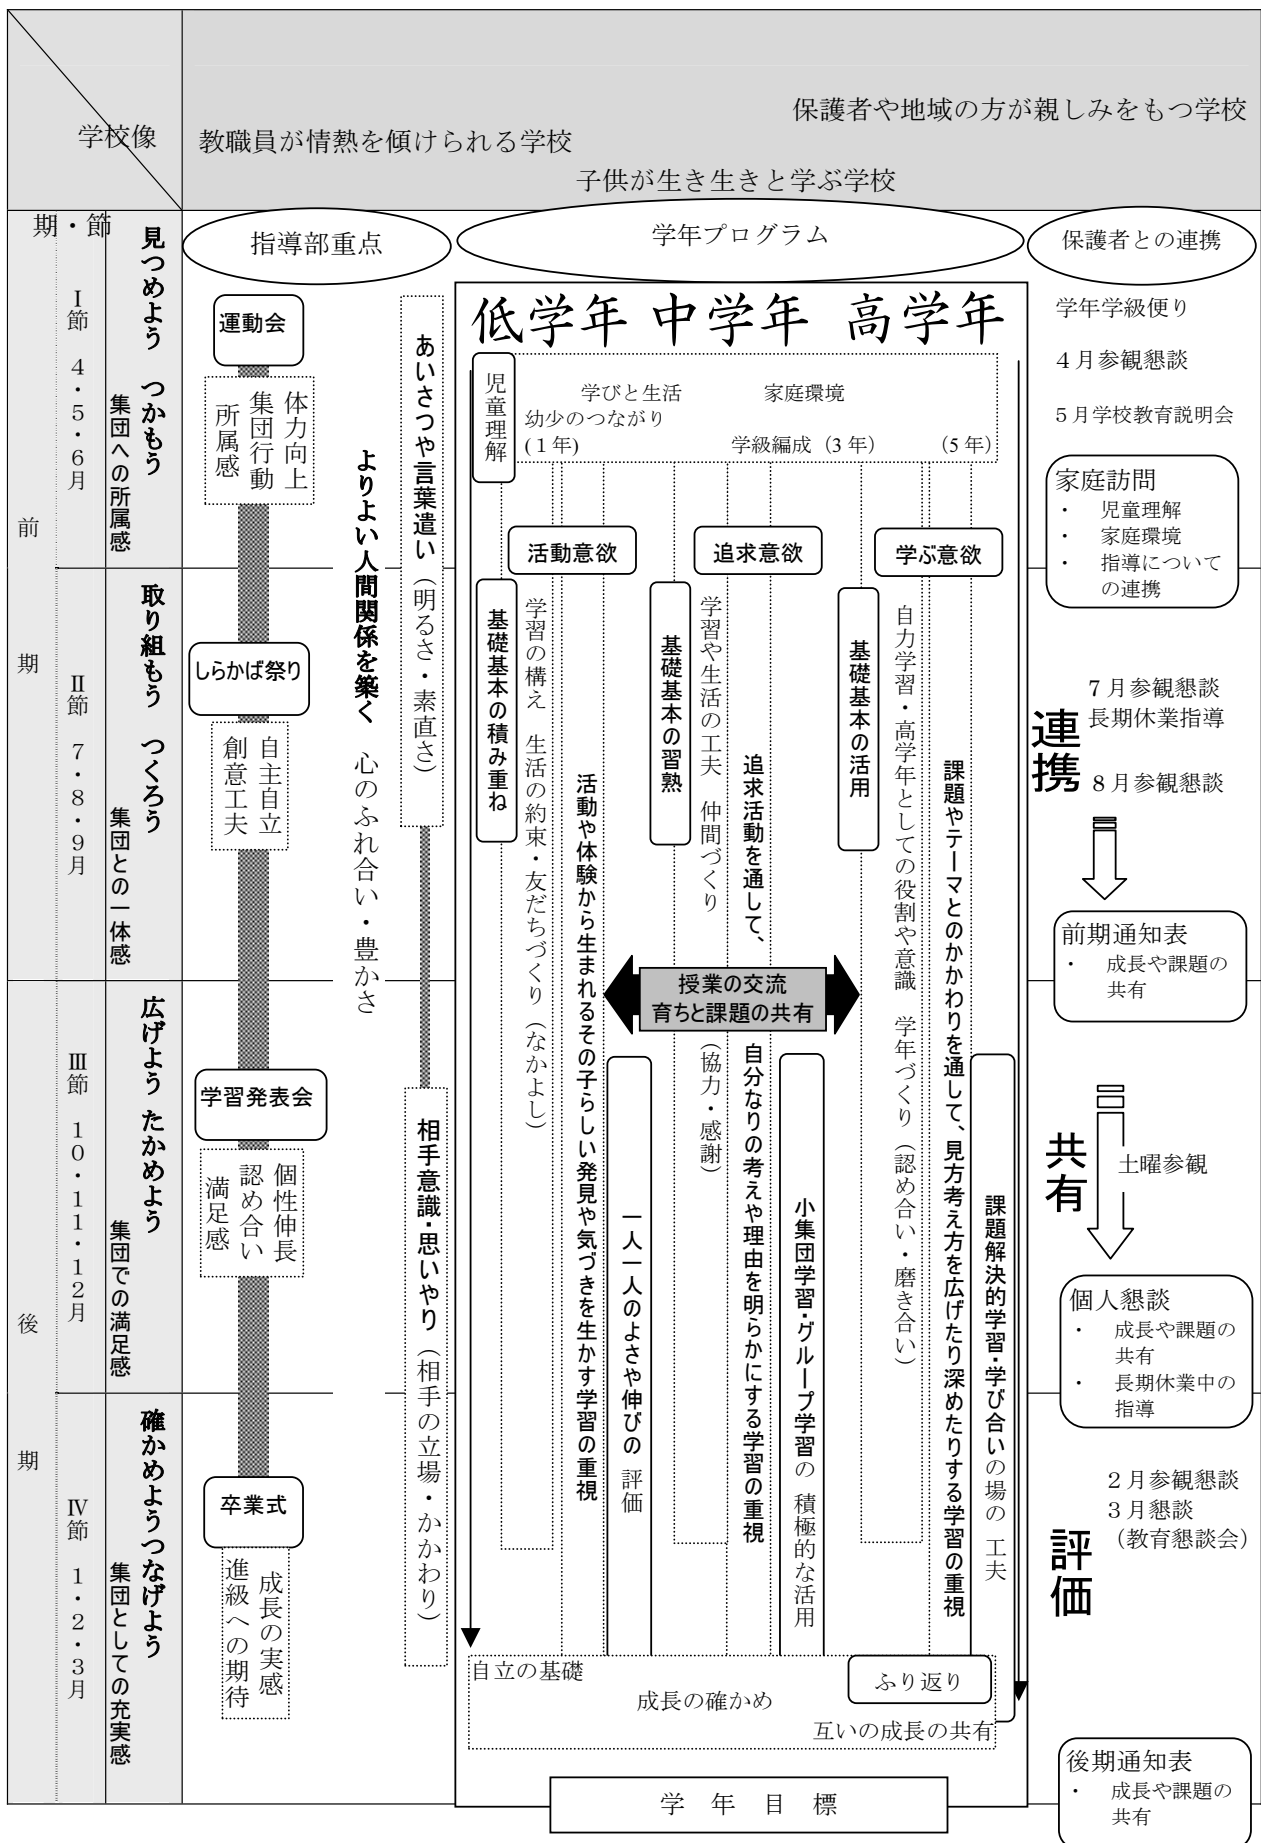 学校像
保護者や地域の方が親しみをもつ学校
教職員が情熱を傾けられる学校
子供が生き生きと学ぶ学校
期・節
指導部重点
学年プログラム
保護者との連携
前
期
後
期
Ⅰ節 4・5・6月
見つめよう つかもう
集団への所属感
Ⅱ節 7・8・9月
取り組もう つくろう
集団との一体感
Ⅲ節 10・11・12月
広げよう たかめよう
集団での満足感
Ⅳ節 1・2・3月
確かめようつなげよう
集団としての充実感
運動会
体力向上
集団行動
所属感
しらかば祭り
自主自立
創意工夫
学習発表会
個性伸長
認め合い
満足感
卒業式
成長の実感
進級への期待
よりよい人間関係を築く 心のふれ合い・豊かさ
あいさつや言葉遣い(明るさ・素直さ)
相手意識・思いやり(相手の立場・かかわり)
低学年 中学年 高学年
児童理解
学びと生活
家庭環境
幼少のつながり
(1年)
学級編成(3年)
(5年)
活動意欲
追求意欲
学ぶ意欲
基礎基本の積み重ね
学習の構え 生活の約束・友だちづくり(なかよし)
活動や体験から生まれるその子らしい発見や気づきを生かす学習の重視
一人一人のよさや伸びの 評価
基礎基本の習熟
学習や生活の工夫 仲間づくり
(協力・感謝)
追求活動を通して、
自分なりの考えや理由を明らかにする学習の重視
小集団学習・グループ学習の 積極的な活用
基礎基本の活用
自力学習・高学年としての役割や意識 学年づくり(認め合い・磨き合い)
課題やテーマとのかかわりを通して、見方考え方を広げたり深めたりする学習の重視
課題解決的学習・学び合いの場の 工夫
授業の交流
育ちと課題の共有
自立の基礎
成長の確かめ
ふり返り
互いの成長の共有
学年目標
学年学級便り
4月参観懇談
5月学校教育説明会
家庭訪問
・ 児童理解
・ 家庭環境
・ 指導について
の連携
連携
7月参観懇談
長期休業指導
8月参観懇談
前期通知表
・ 成長や課題の
共有
共有
土曜参観
個人懇談
・ 成長や課題の
共有
・ 長期休業中の
指導
評価
2月参観懇談
3月懇談
(教育懇談会)
後期通知表
・ 成長や課題の
共有